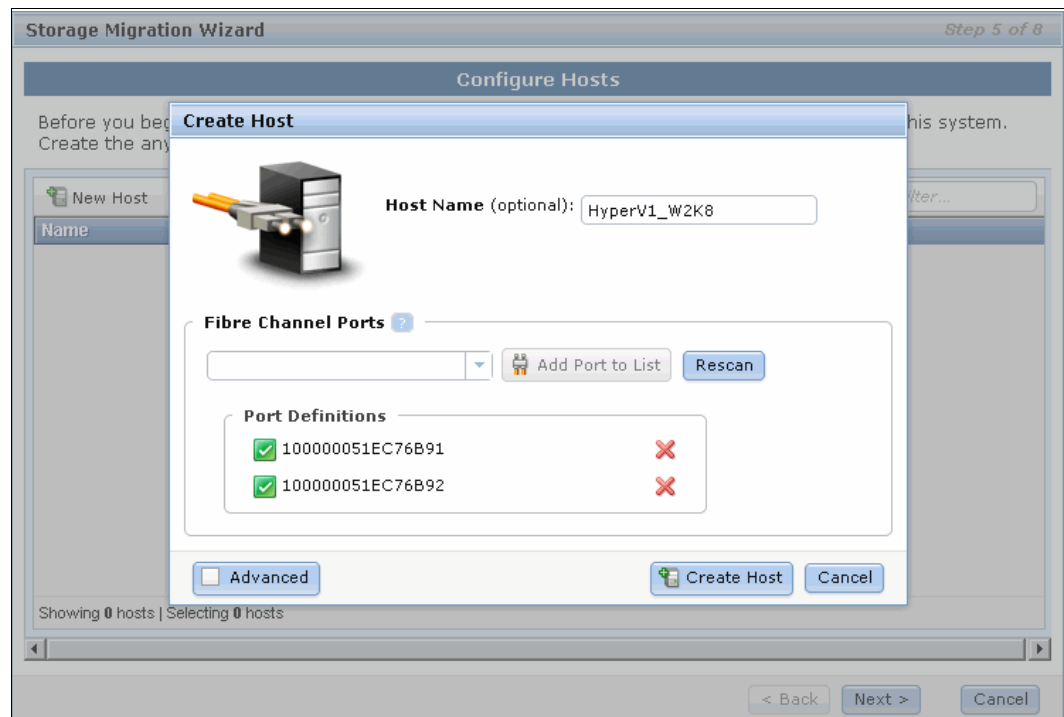 Storage Migration Wizard
Step 5 of 8
Configure Hosts
Before you beg
his system.
Create the any
Create Host
New Host
Host Name (optional): HyperV1_W2K8
Name
Fibre Channel Ports ?
Add Port to List
Rescan
Port Definitions
100000051EC76B91
100000051EC76B92
Advanced
Create Host
Cancel
Showing 0 hosts | Selecting 0 hosts
< Back
Next >
Cancel